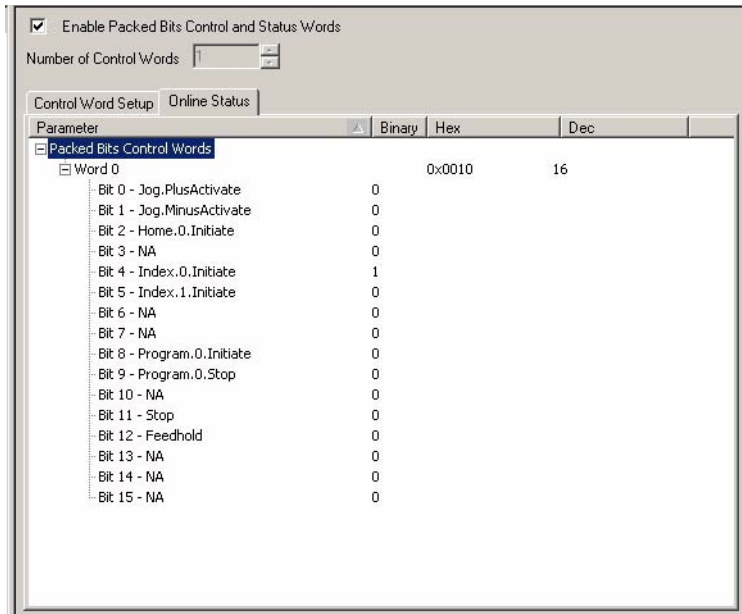 Enable Packed Bits Control and Status Words
Number of Control Words 1
Control Word Setup Online Status
Parameter Binary Hex Dec
Packed Bits Control Words
Word 0 0x0010 16
Bit 0 - Jog.PlusActivate 0
Bit 1 - Jog.MinusActivate 0
Bit 2 - Home.0.Initiate 0
Bit 3 - NA 0
Bit 4 - Index.0.Initiate 1
Bit 5 - Index.1.Initiate 0
Bit 6 - NA 0
Bit 7 - NA 0
Bit 8 - Program.0.Initiate 0
Bit 9 - Program.0.Stop 0
Bit 10 - NA 0
Bit 11 - Stop 0
Bit 12 - Feedhold 0
Bit 13 - NA 0
Bit 14 - NA 0
Bit 15 - NA 0